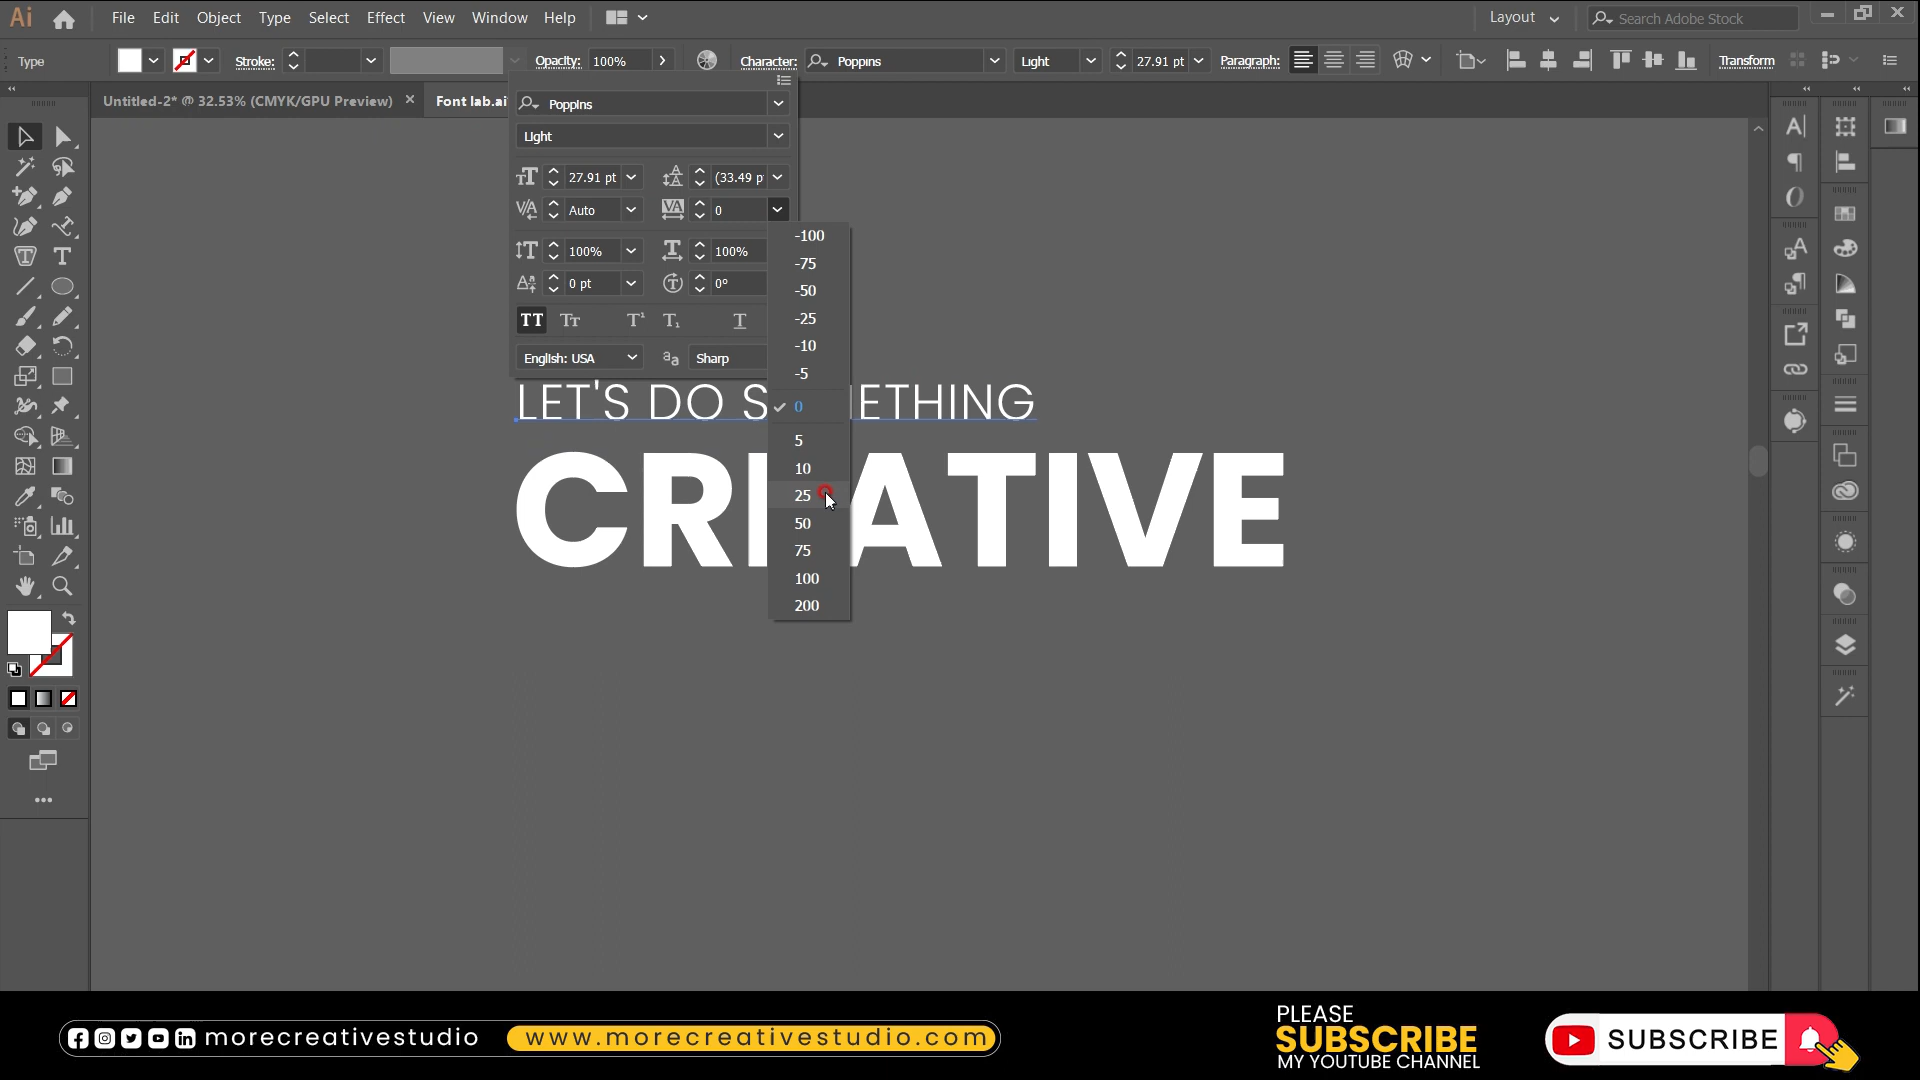 Ai File Edit Object Type Select Effect View Window Help Layout Search Adobe Stock
Type Stroke: Opacity: 100% Character: Poppins Light 27.91 pt Paragraph: Transform
Untitled-2* @ 32.53% (CMYK/GPU Preview) × Font lab.ai
Poppins
Light
27.91 pt (33.49 p
Auto 0
100% 100%
0 pt 0°
English: USA Sharp
-100
-75
-50
-25
-10
-5
0
5
10
25
50
75
100
200
LET'S DO S ETHING
CRE ATIVE
morecreativestudio www.morecreativestudio.com
PLEASE
SUBSCRIBE
MY YOUTUBE CHANNEL
SUBSCRIBE